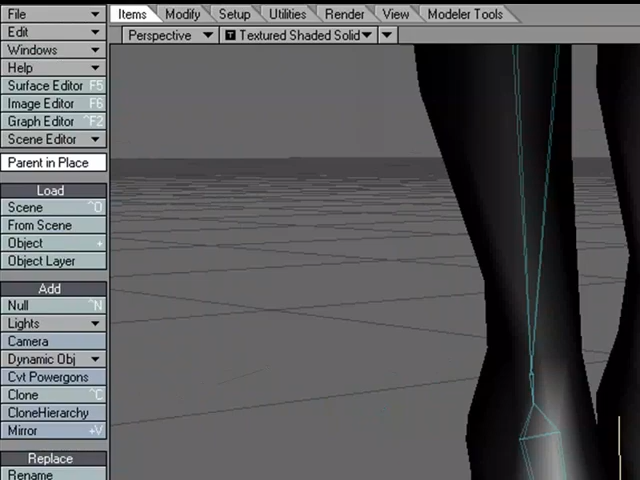 File
Items Modify Setup Utilities Render View Modeler Tools
Edit
Perspective T Textured Shaded Solid
Windows
Help
Surface Editor F5
Image Editor F6
Graph Editor ^F2
Scene Editor
Parent in Place
Load
Scene ^O
From Scene
Object +
Object Layer
Add
Null ^N
Lights
Camera
Dynamic Obj
Cvt Powergons
Clone ^C
CloneHierarchy
Mirror +V
Replace
Rename